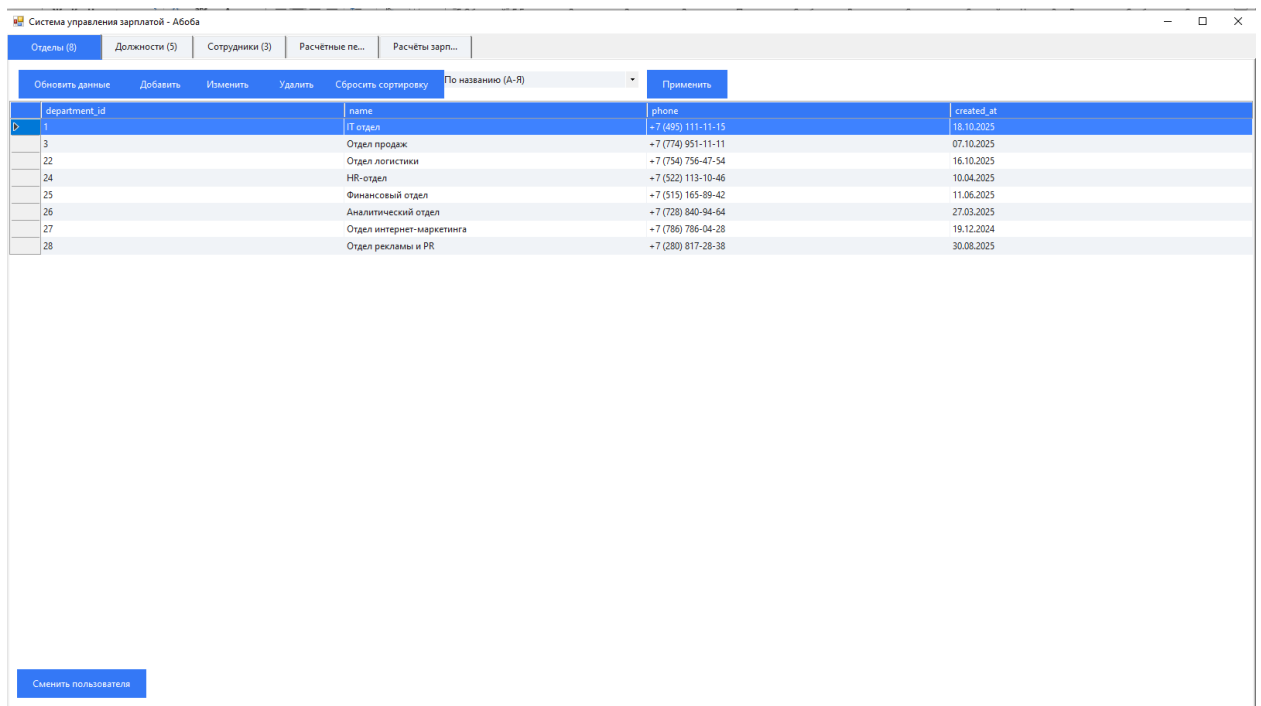 Система управления зарплатой - Абоба
Отделы (8) Должности (5) Сотрудники (3) Расчётные пе... Расчёты зарп...
Обновить данные Добавить Изменить Удалить Сбросить сортировку По названию (А-Я) Применить
department_id name phone created_at
1 IT отдел +7 (495) 111-11-15 18.10.2025
3 Отдел продаж +7 (774) 951-11-11 07.10.2025
22 Отдел логистики +7 (754) 756-47-54 16.10.2025
24 HR-отдел +7 (522) 113-10-46 10.04.2025
25 Финансовый отдел +7 (515) 165-89-42 11.06.2025
26 Аналитический отдел +7 (728) 840-94-64 27.03.2025
27 Отдел интернет-маркетинга +7 (786) 786-04-28 19.12.2024
28 Отдел рекламы и PR +7 (280) 817-28-38 30.08.2025
Сменить пользователя